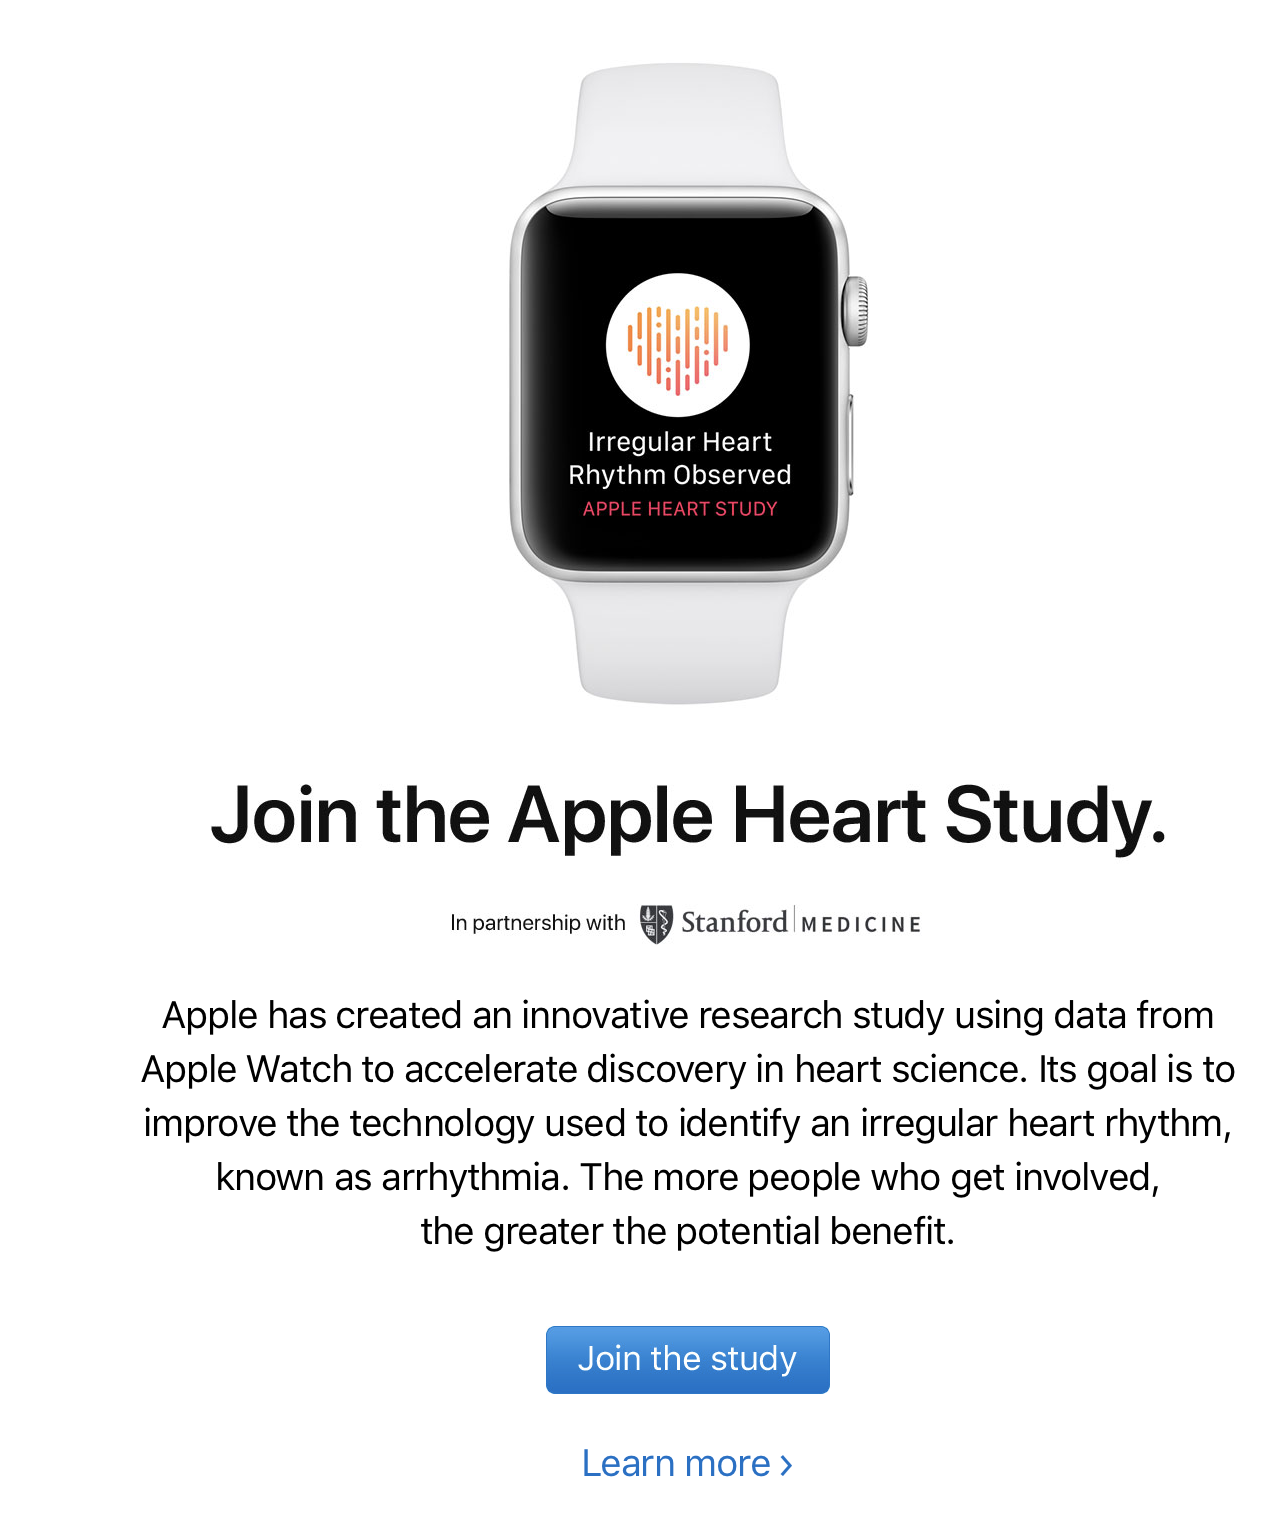 Irregular Heart
Rhythm Observed
APPLE HEART STUDY
Join the Apple Heart Study.
In partnership with Stanford MEDICINE
Apple has created an innovative research study using data from
Apple Watch to accelerate discovery in heart science. Its goal is to
improve the technology used to identify an irregular heart rhythm,
known as arrhythmia. The more people who get involved,
the greater the potential benefit.
Join the study
Learn more ›